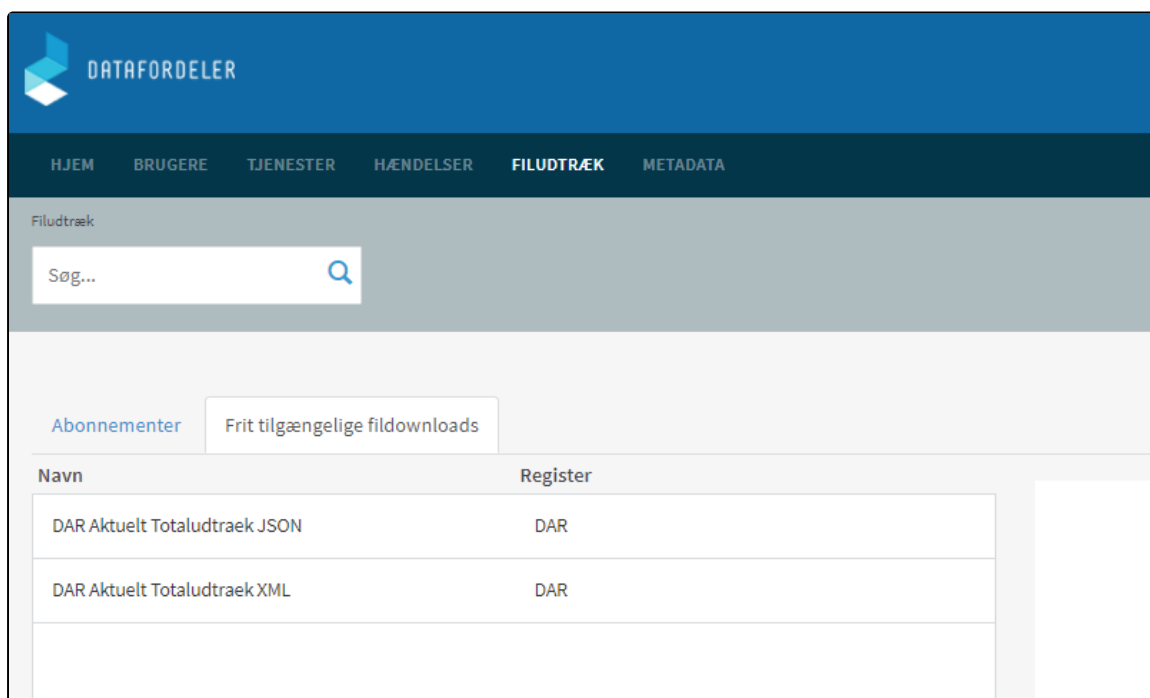 DATAFORDELER
HJEM BRUGERE TJENESTER HÆNDELSER FILUDTRÆK METADATA
Filudtræk
Søg...
Abonnementer Frit tilgængelige fildownloads
Navn Register
DAR Aktuelt Totaludtraek JSON DAR
DAR Aktuelt Totaludtraek XML DAR